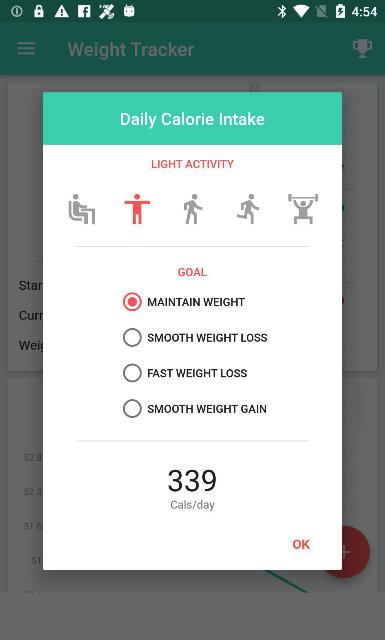 4:54
Weight Tracker
Daily Calorie Intake
LIGHT ACTIVITY
GOAL
MAINTAIN WEIGHT
SMOOTH WEIGHT LOSS
FAST WEIGHT LOSS
SMOOTH WEIGHT GAIN
339
Cals/day
OK
Star
Curr
Weig
52.8
52.2
51.6
51